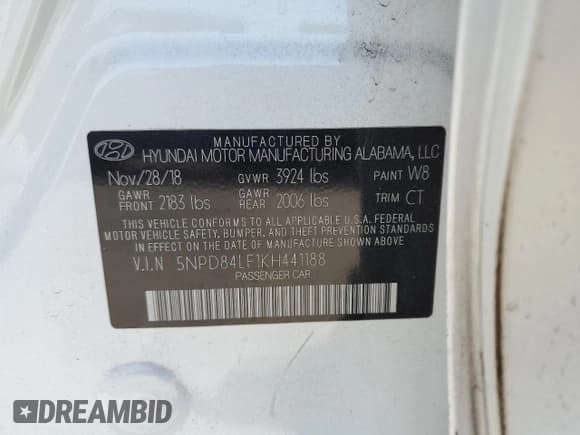 MANUFACTURED BY
HYUNDAI MOTOR MANUFACTURING ALABAMA, LLC
Nov/28/18 GVWR 3924 lbs PAINT W8
GAWR FRONT 2183 lbs GAWR REAR 2006 lbs TRIM CT
THIS VEHICLE CONFORMS TO ALL APPLICABLE U.S.A. FEDERAL
MOTOR VEHICLE SAFETY, BUMPER, AND THEFT PREVENTION STANDARDS
IN EFFECT ON THE DATE OF MANUFACTURE SHOWN ABOVE.
V.I.N 5NPD84LF1KH441188
PASSENGER CAR
DREAMBID